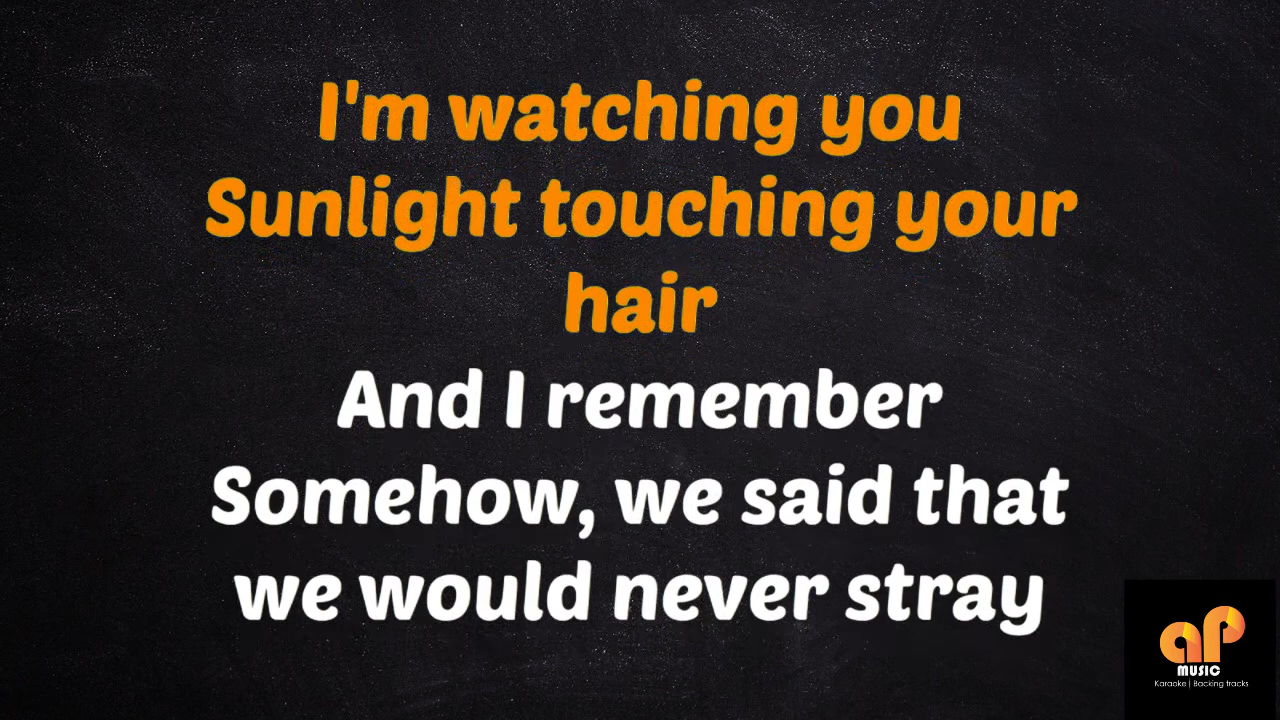 I'm watching you
Sunlight touching your
hair
And I remember
Somehow, we said that
we would never stray
ap
MUSIC
Karaoke | Backing tracks